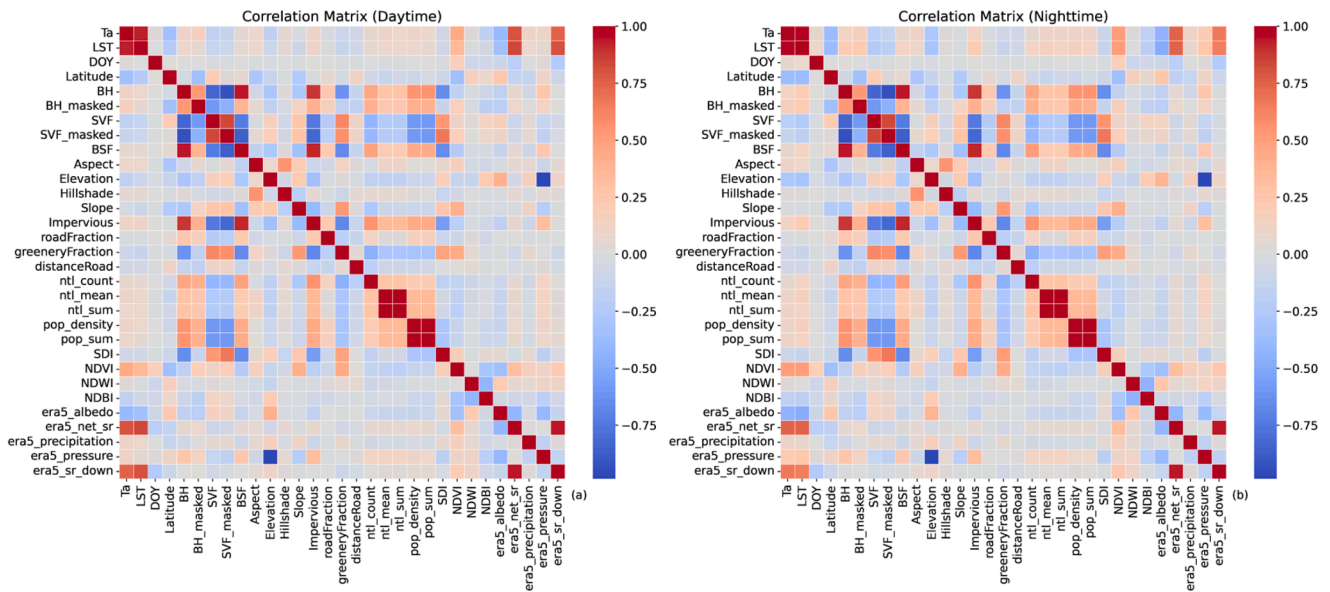 Correlation Matrix (Daytime)
Ta
LST
DOY
Latitude
BH
BH_masked
SVF
SVF_masked
BSF
Aspect
Elevation
Hillshade
Slope
Impervious
roadFraction
greeneryFraction
distanceRoad
ntl_count
ntl_mean
ntl_sum
pop_density
pop_sum
SDI
NDVI
NDWI
NDBI
era5_albedo
era5_net_sr
era5_precipitation
era5_pressure
era5_sr_down
Ta
LST
DOY
Latitude
BH
BH_masked
SVF
SVF_masked
BSF
Aspect
Elevation
Hillshade
Slope
Impervious
roadFraction
greeneryFraction
distanceRoad
ntl_count
ntl_mean
ntl_sum
pop_density
pop_sum
SDI
NDVI
NDWI
NDBI
era5_albedo
era5_net_sr
era5_precipitation
era5_pressure
era5_sr_down
1.00
0.75
0.50
0.25
0.00
−0.25
−0.50
−0.75
(a)
Correlation Matrix (Nighttime)
Ta
LST
DOY
Latitude
BH
BH_masked
SVF
SVF_masked
BSF
Aspect
Elevation
Hillshade
Slope
Impervious
roadFraction
greeneryFraction
distanceRoad
ntl_count
ntl_mean
ntl_sum
pop_density
pop_sum
SDI
NDVI
NDWI
NDBI
era5_albedo
era5_net_sr
era5_precipitation
era5_pressure
era5_sr_down
Ta
LST
DOY
Latitude
BH
BH_masked
SVF
SVF_masked
BSF
Aspect
Elevation
Hillshade
Slope
Impervious
roadFraction
greeneryFraction
distanceRoad
ntl_count
ntl_mean
ntl_sum
pop_density
pop_sum
SDI
NDVI
NDWI
NDBI
era5_albedo
era5_net_sr
era5_precipitation
era5_pressure
era5_sr_down
1.00
0.75
0.50
0.25
0.00
−0.25
−0.50
−0.75
(b)